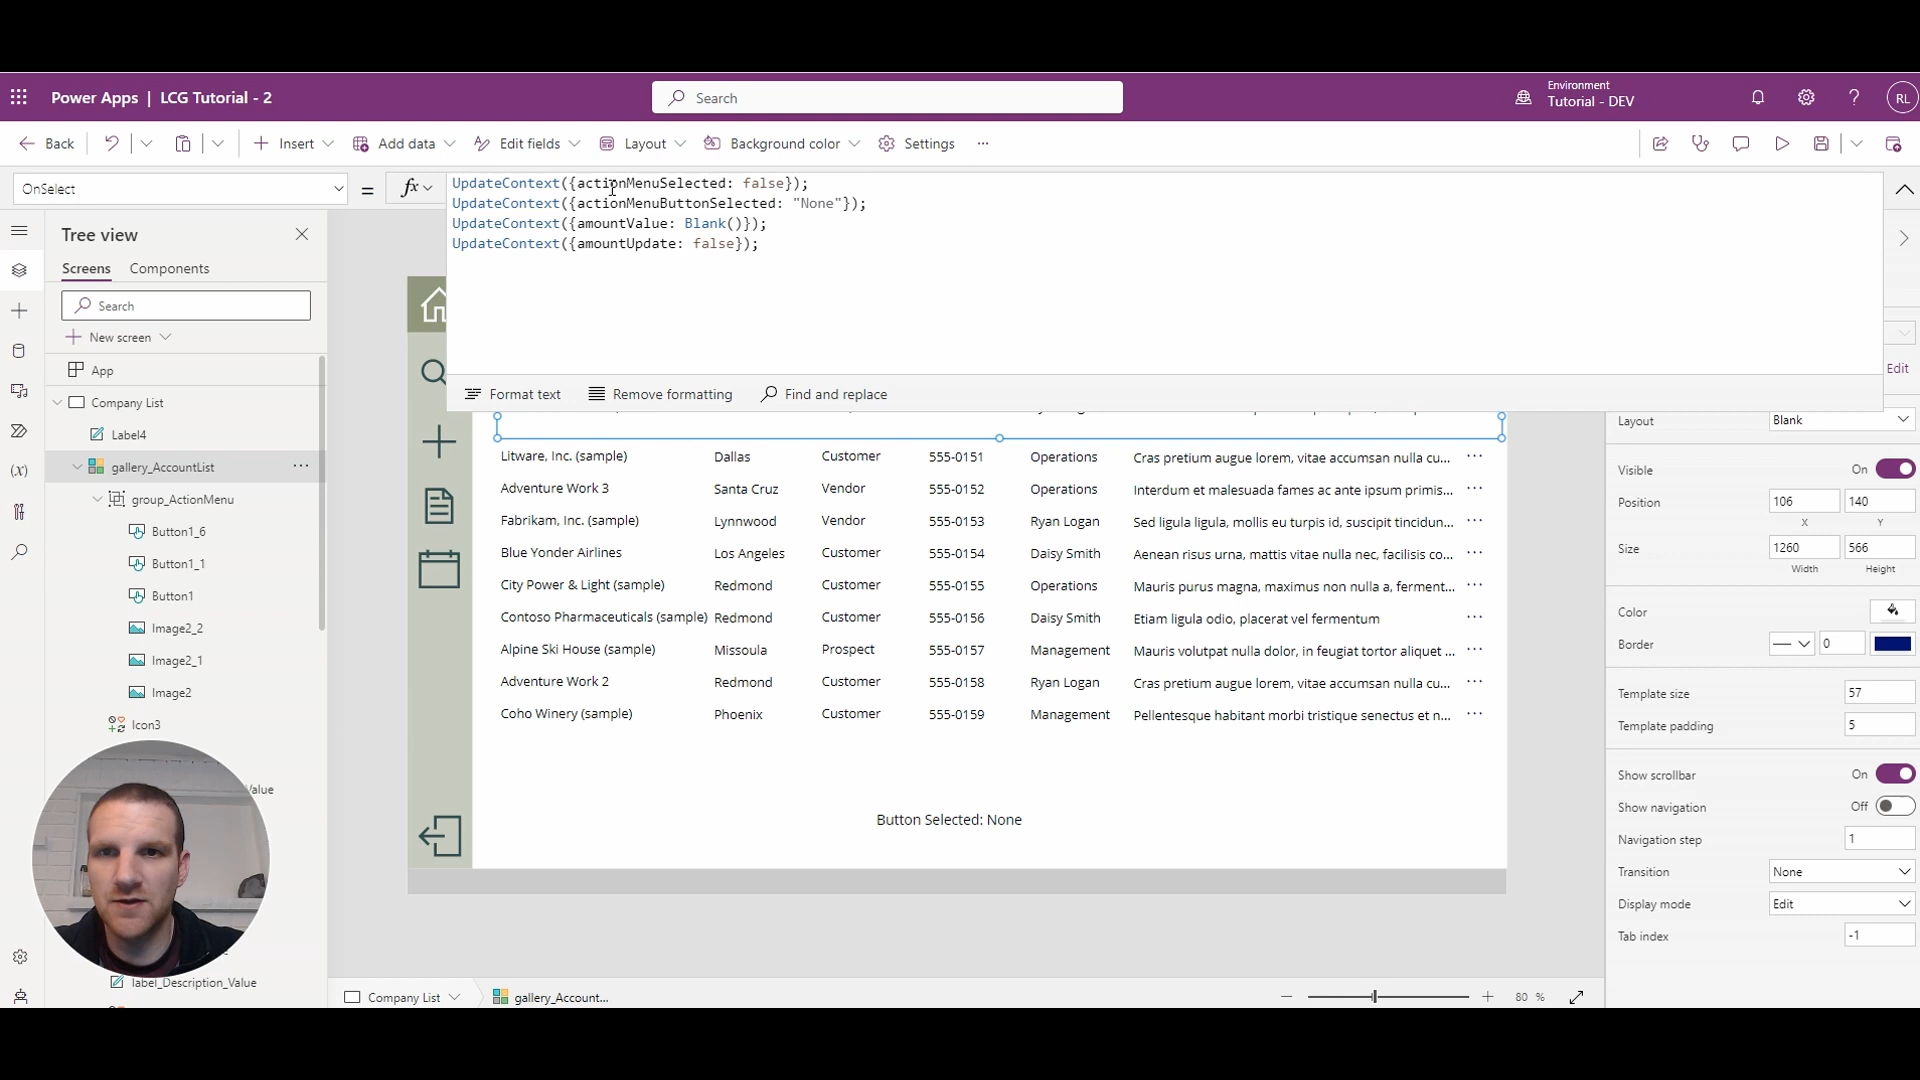 Power Apps | LCG Tutorial - 2
Search
Environment
Tutorial - DEV
RL
Back
Insert
Add data
Edit fields
Layout
Background color
Settings
OnSelect
=
fx
UpdateContext({actionMenuSelected: false});
UpdateContext({actionMenuButtonSelected: "None"});
UpdateContext({amountValue: Blank()});
UpdateContext({amountUpdate: false});
Format text
Remove formatting
Find and replace
Tree view
Screens
Components
Search
New screen
App
Company List
Label4
gallery_AccountList
group_ActionMenu
Button1_6
Button1_1
Button1
Image2_2
Image2_1
Image2
Icon3
Value
label_Description_Value
Litware, Inc. (sample) Dallas Customer 555-0151 Operations Cras pretium augue lorem, vitae accumsan nulla cu... ...
Adventure Work 3 Santa Cruz Vendor 555-0152 Operations Interdum et malesuada fames ac ante ipsum primis... ...
Fabrikam, Inc. (sample) Lynnwood Vendor 555-0153 Ryan Logan Sed ligula ligula, mollis eu turpis id, suscipit tincidun... ...
Blue Yonder Airlines Los Angeles Customer 555-0154 Daisy Smith Aenean risus urna, mattis vitae nulla nec, facilisis co... ...
City Power & Light (sample) Redmond Customer 555-0155 Operations Mauris purus magna, maximus non nulla a, ferment... ...
Contoso Pharmaceuticals (sample) Redmond Customer 555-0156 Daisy Smith Etiam ligula odio, placerat vel fermentum ...
Alpine Ski House (sample) Missoula Prospect 555-0157 Management Mauris volutpat nulla dolor, in feugiat tortor aliquet ... ...
Adventure Work 2 Redmond Customer 555-0158 Ryan Logan Cras pretium augue lorem, vitae accumsan nulla cu... ...
Coho Winery (sample) Phoenix Customer 555-0159 Management Pellentesque habitant morbi tristique senectus et n... ...
Button Selected: None
Edit
Layout Blank
Visible On
Position 106 140
X Y
Size 1260 566
Width Height
Color
Border 0
Template size 57
Template padding 5
Show scrollbar On
Show navigation Off
Navigation step 1
Transition None
Display mode Edit
Tab index -1
Company List
gallery_Account...
80 %